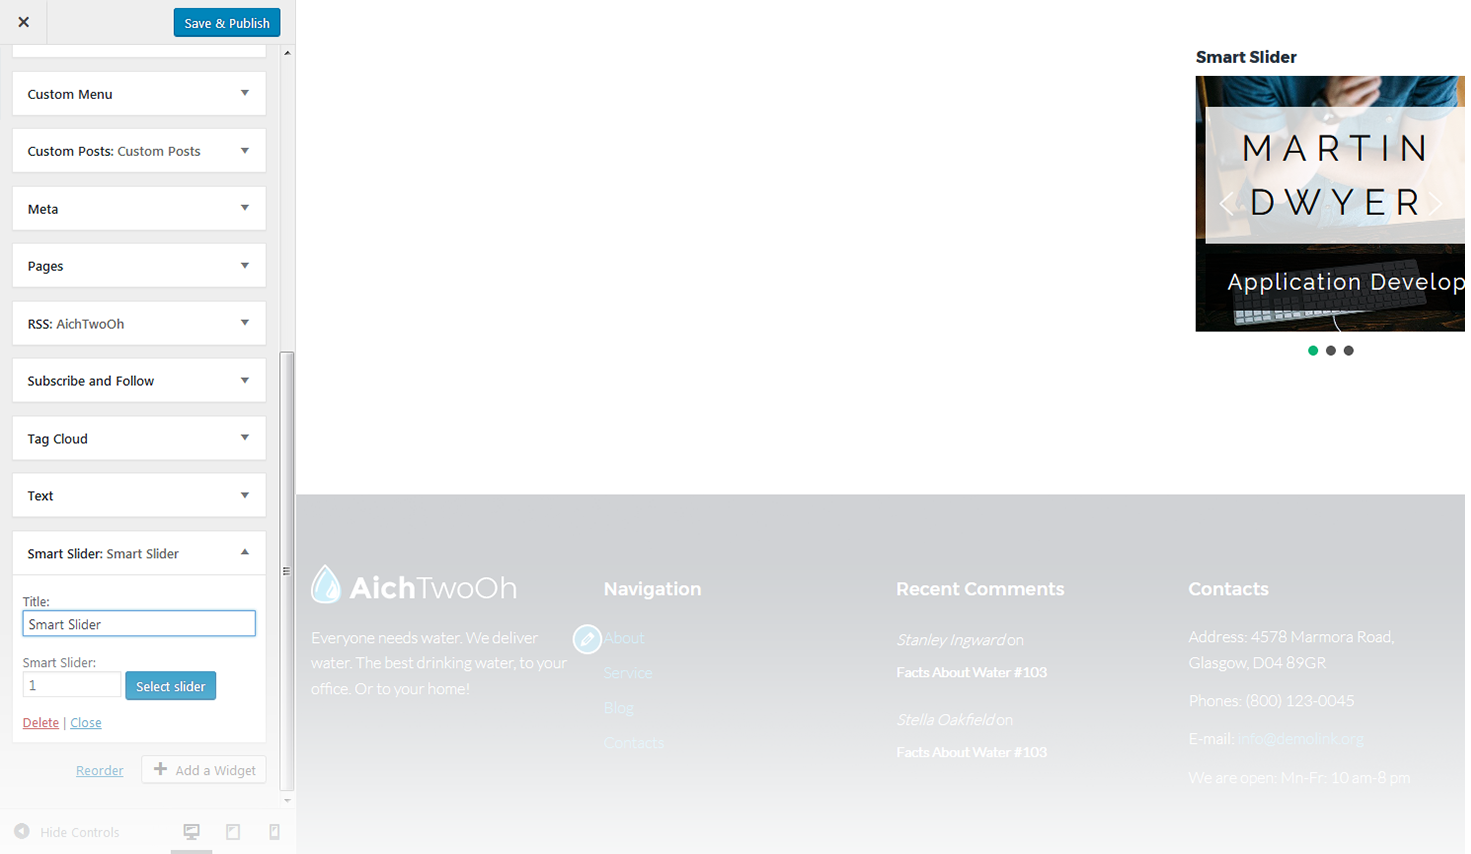 Save & Publish
Custom Menu
Custom Posts: Custom Posts
Meta
Pages
RSS: AichTwoOh
Subscribe and Follow
Tag Cloud
Text
Smart Slider: Smart Slider
Title:
Smart Slider
Smart Slider:
1
Select slider
Delete | Close
Reorder
Add a Widget
Hide Controls
Smart Slider
MARTIN
DWYER
Application Develop
AichTwoOh
Everyone needs water. We deliver
water. The best drinking water, to your
office. Or to your home!
Navigation
About
Service
Blog
Contacts
Recent Comments
Stanley Ingward on
Facts About Water #103
Stella Oakfield on
Facts About Water #103
Contacts
Address: 4578 Marmora Road,
Glasgow, D04 89GR
Phones: (800) 123-0045
E-mail: info@demolink.org
We are open: Mn-Fr: 10 am-8 pm